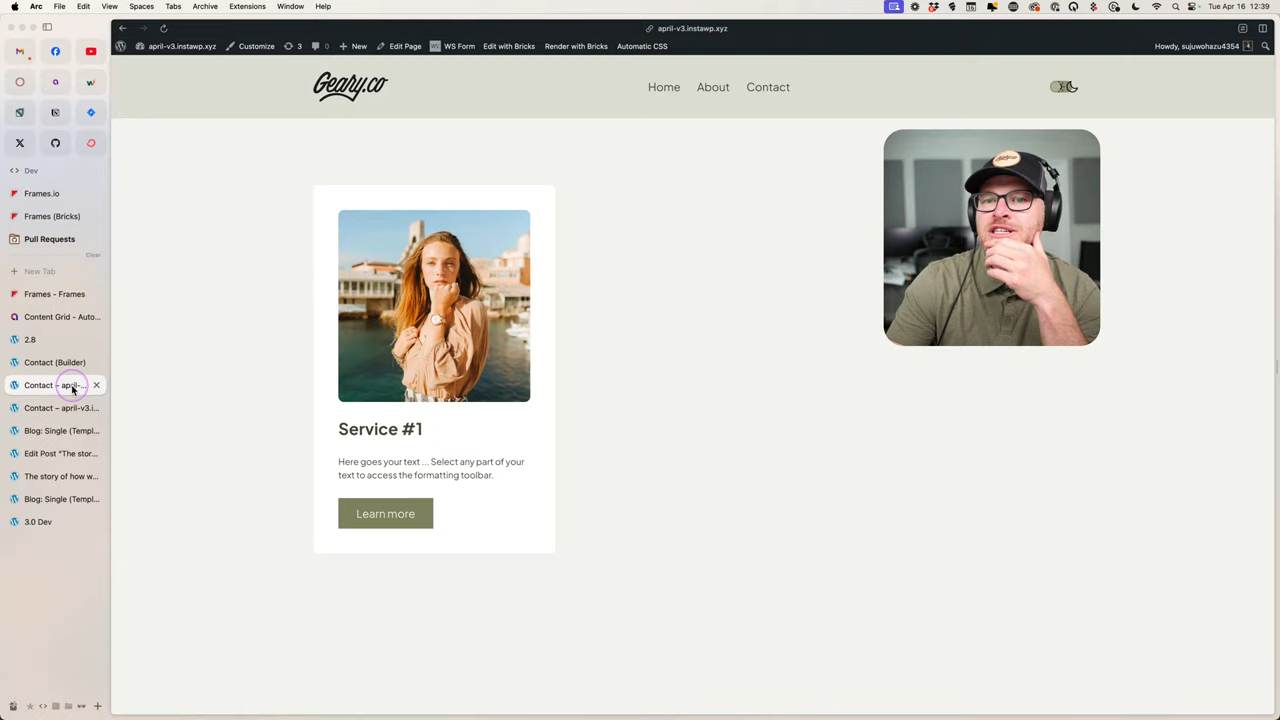 Arc File Edit View Spaces Tabs Archive Extensions Window Help
Tue Apr 16 12:39
april-v3.instawp.xyz
april-v3.instawp.xyz Customize 3 0 New Edit Page WS Form Edit with Bricks Render with Bricks Automatic CSS
Howdy, sujuwohazu4354
Geary.co
Home About Contact
Dev
Frames.io
Frames (Bricks)
Pull Requests
Clear
New Tab
Frames - Frames
Content Grid - Auto...
2.8
Contact (Builder)
Contact – april-...
Contact – april-v3.i...
Blog: Single (Templ...
Edit Post "The stor...
The story of how w...
Blog: Single (Templ...
3.0 Dev
Service #1
Here goes your text ... Select any part of your
text to access the formatting toolbar.
Learn more